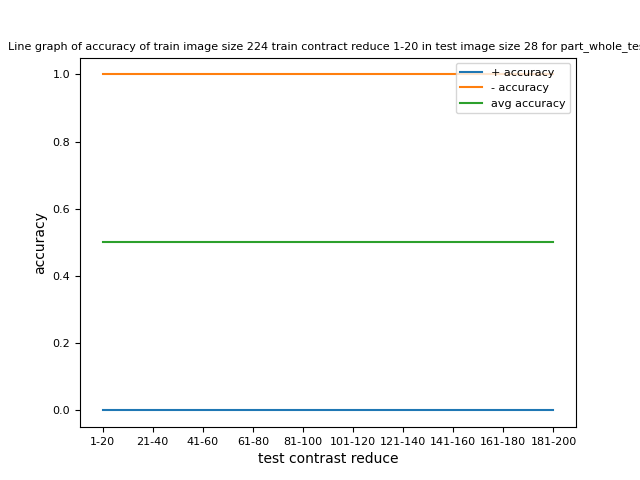 Line graph of accuracy of train image size 224 train contract reduce 1-20 in test image size 28 for part_whole_te
+ accuracy
- accuracy
avg accuracy
1.0
0.8
0.6
0.4
0.2
0.0
accuracy
1-20 21-40 41-60 61-80 81-100 101-120 121-140 141-160 161-180 181-200
test contrast reduce